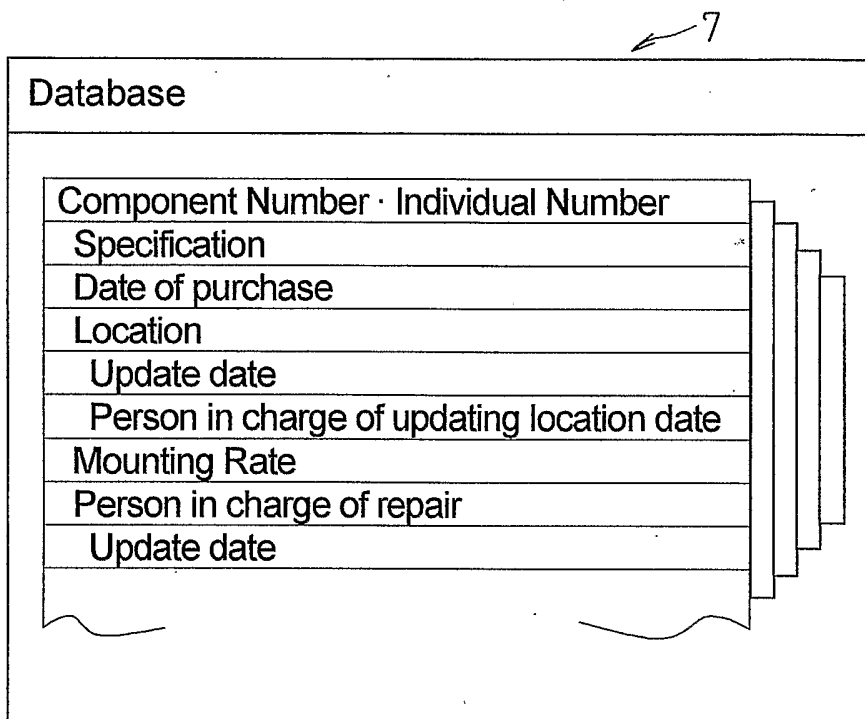 7
Database
Component Number · Individual Number
Specification
Date of purchase
Location
Update date
Person in charge of updating location date
Mounting Rate
Person in charge of repair
Update date